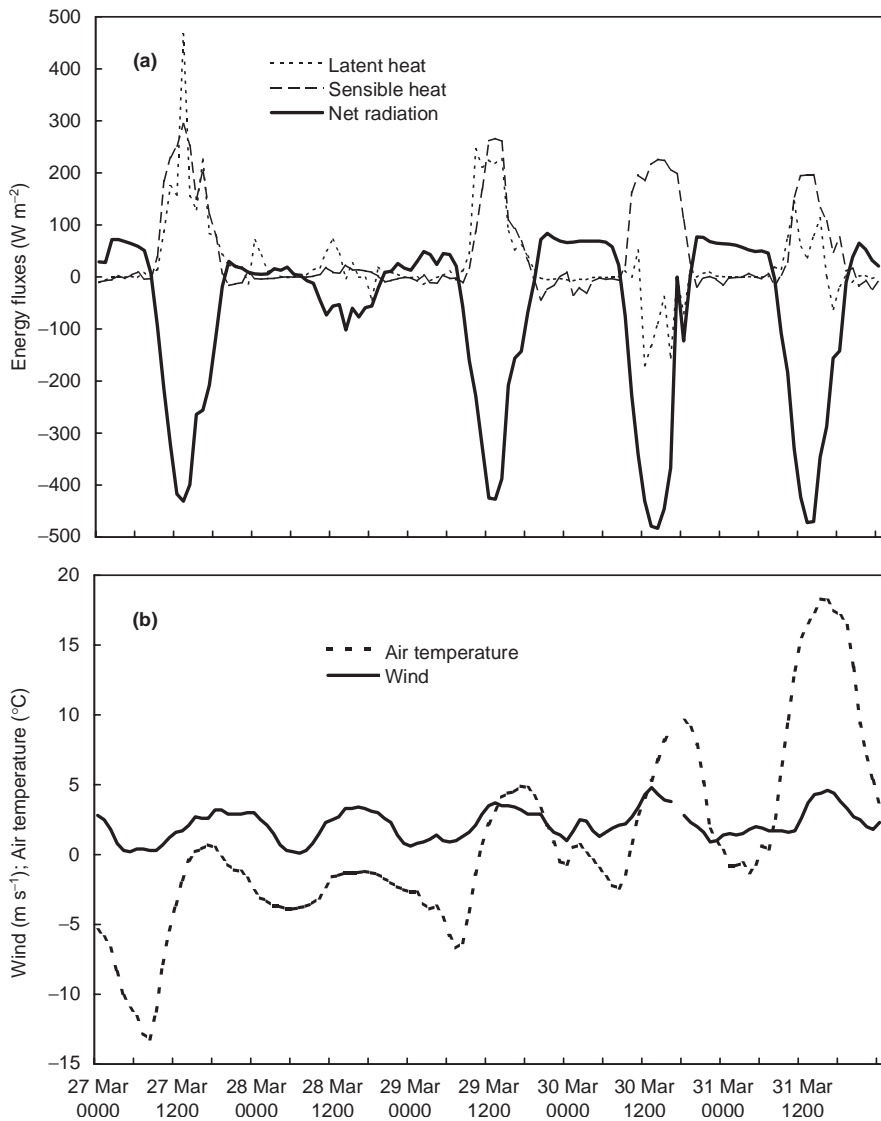 500
(a)
Latent heat
400
Sensible heat
Net radiation
300
200
100
0
–100
–200
–300
–400
–500
Energy fluxes (W m–2)
20
(b)
Air temperature
15
Wind
10
5
0
–5
–10
–15
Wind (m s–1); Air temperature (°C)
27 Mar 27 Mar 28 Mar 28 Mar 29 Mar 29 Mar 30 Mar 30 Mar 31 Mar 31 Mar
0000 1200 0000 1200 0000 1200 0000 1200 0000 1200